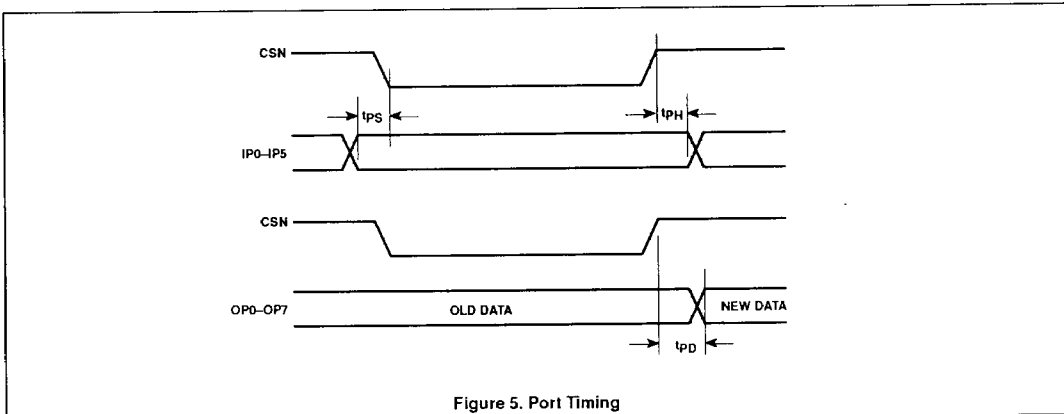 CSN
tPS
tPH
IP0–IP5
CSN
OP0–OP7
OLD DATA
NEW DATA
tPD
Figure 5. Port Timing